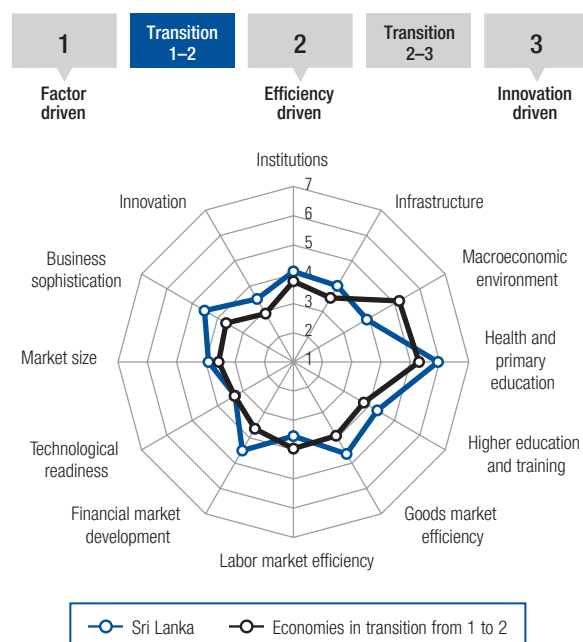 1
Transition
1–2
2
Transition
2–3
3
Factor
driven
Efficiency
driven
Innovation
driven
Institutions
Infrastructure
Macroeconomic
environment
Health and
primary
education
Higher education
and training
Goods market
efficiency
Labor market efficiency
Financial market
development
Technological
readiness
Market size
Business
sophistication
Innovation
7
6
5
4
3
2
1
Sri Lanka
Economies in transition from 1 to 2